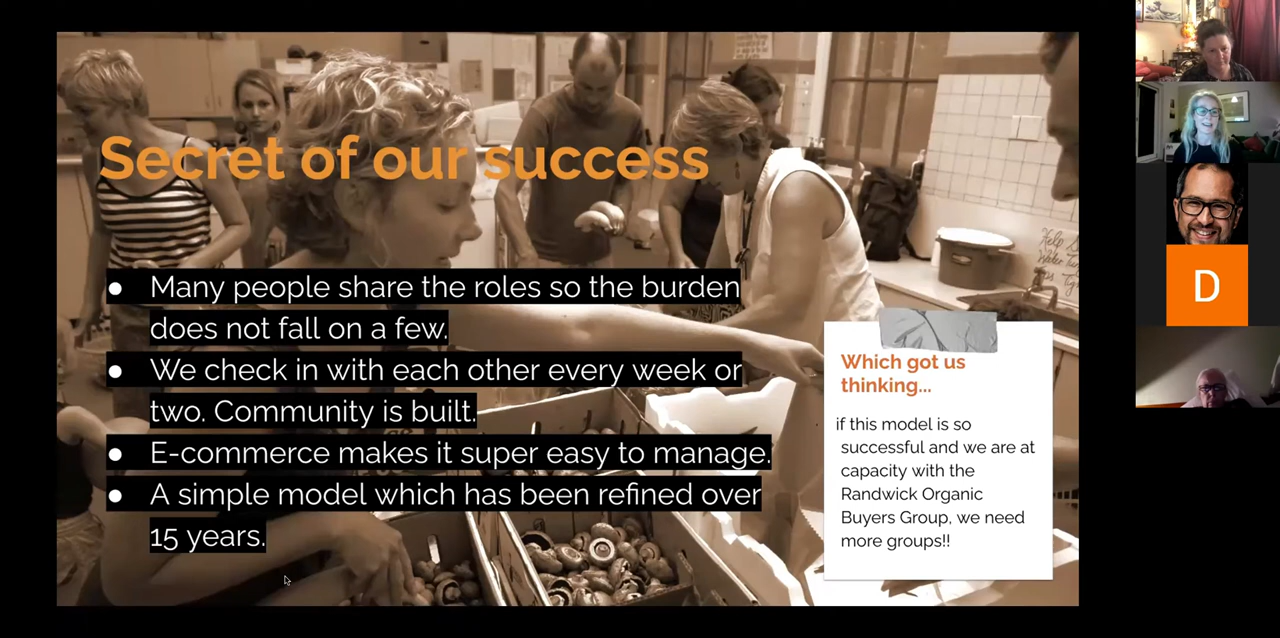 Secret of our success
● Many people share the roles so the burden
does not fall on a few.
● We check in with each other every week or
two. Community is built.
● E-commerce makes it super easy to manage.
● A simple model which has been refined over
15 years.
Which got us
thinking...
if this model is so
successful and we are at
capacity with the
Randwick Organic
Buyers Group, we need
more groups!!
Help
D